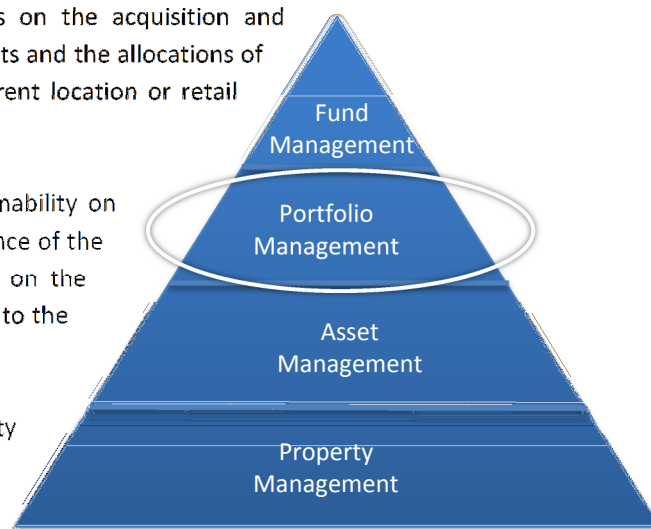 s on the acquisition and
ts and the allocations of
rent location or retail
nability on
nce of the
on the
to the
ty
Fund
Management
Portfolio
Management
Asset
Management
Property
Management